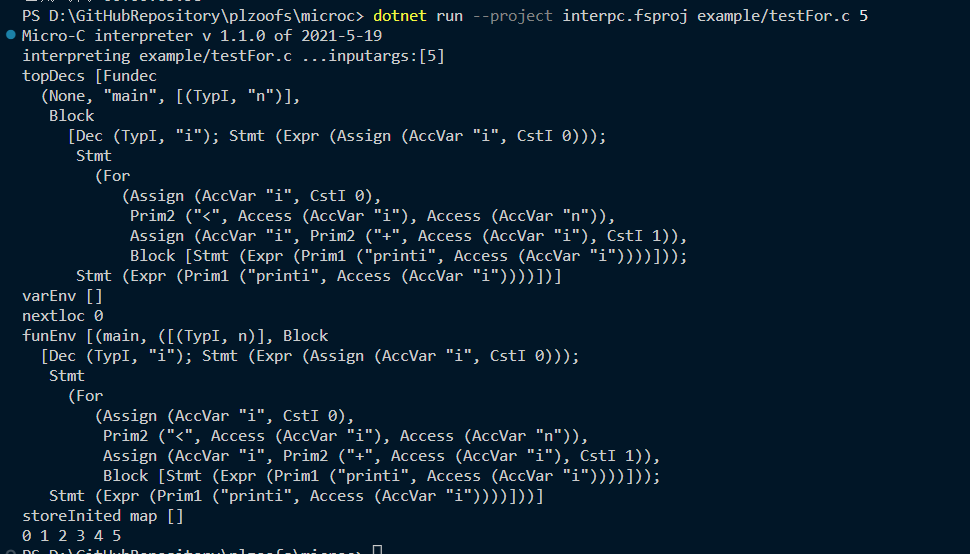 PS D:\GitHubRepository\plzoofs\microc> dotnet run --project interpc.fsproj example/testFor.c 5
Micro-C interpreter v 1.1.0 of 2021-5-19
interpreting example/testFor.c ...inputargs:[5]
topDecs [Fundec
  (None, "main", [(TypI, "n")],
   Block
     [Dec (TypI, "i"); Stmt (Expr (Assign (AccVar "i", CstI 0)));
      Stmt
        (For
           (Assign (AccVar "i", CstI 0),
            Prim2 ("<", Access (AccVar "i"), Access (AccVar "n")),
            Assign (AccVar "i", Prim2 ("+", Access (AccVar "i"), CstI 1)),
            Block [Stmt (Expr (Prim1 ("printi", Access (AccVar "i"))))]));
      Stmt (Expr (Prim1 ("printi", Access (AccVar "i"))))])]
varEnv []
nextloc 0
funEnv [(main, ([(TypI, n)], Block
  [Dec (TypI, "i"); Stmt (Expr (Assign (AccVar "i", CstI 0)));
   Stmt
     (For
        (Assign (AccVar "i", CstI 0),
         Prim2 ("<", Access (AccVar "i"), Access (AccVar "n")),
         Assign (AccVar "i", Prim2 ("+", Access (AccVar "i"), CstI 1)),
         Block [Stmt (Expr (Prim1 ("printi", Access (AccVar "i"))))]));
   Stmt (Expr (Prim1 ("printi", Access (AccVar "i"))))]))]
storeInited map []
0 1 2 3 4 5
PS D:\GitHubRepository\plzoofs\microc>